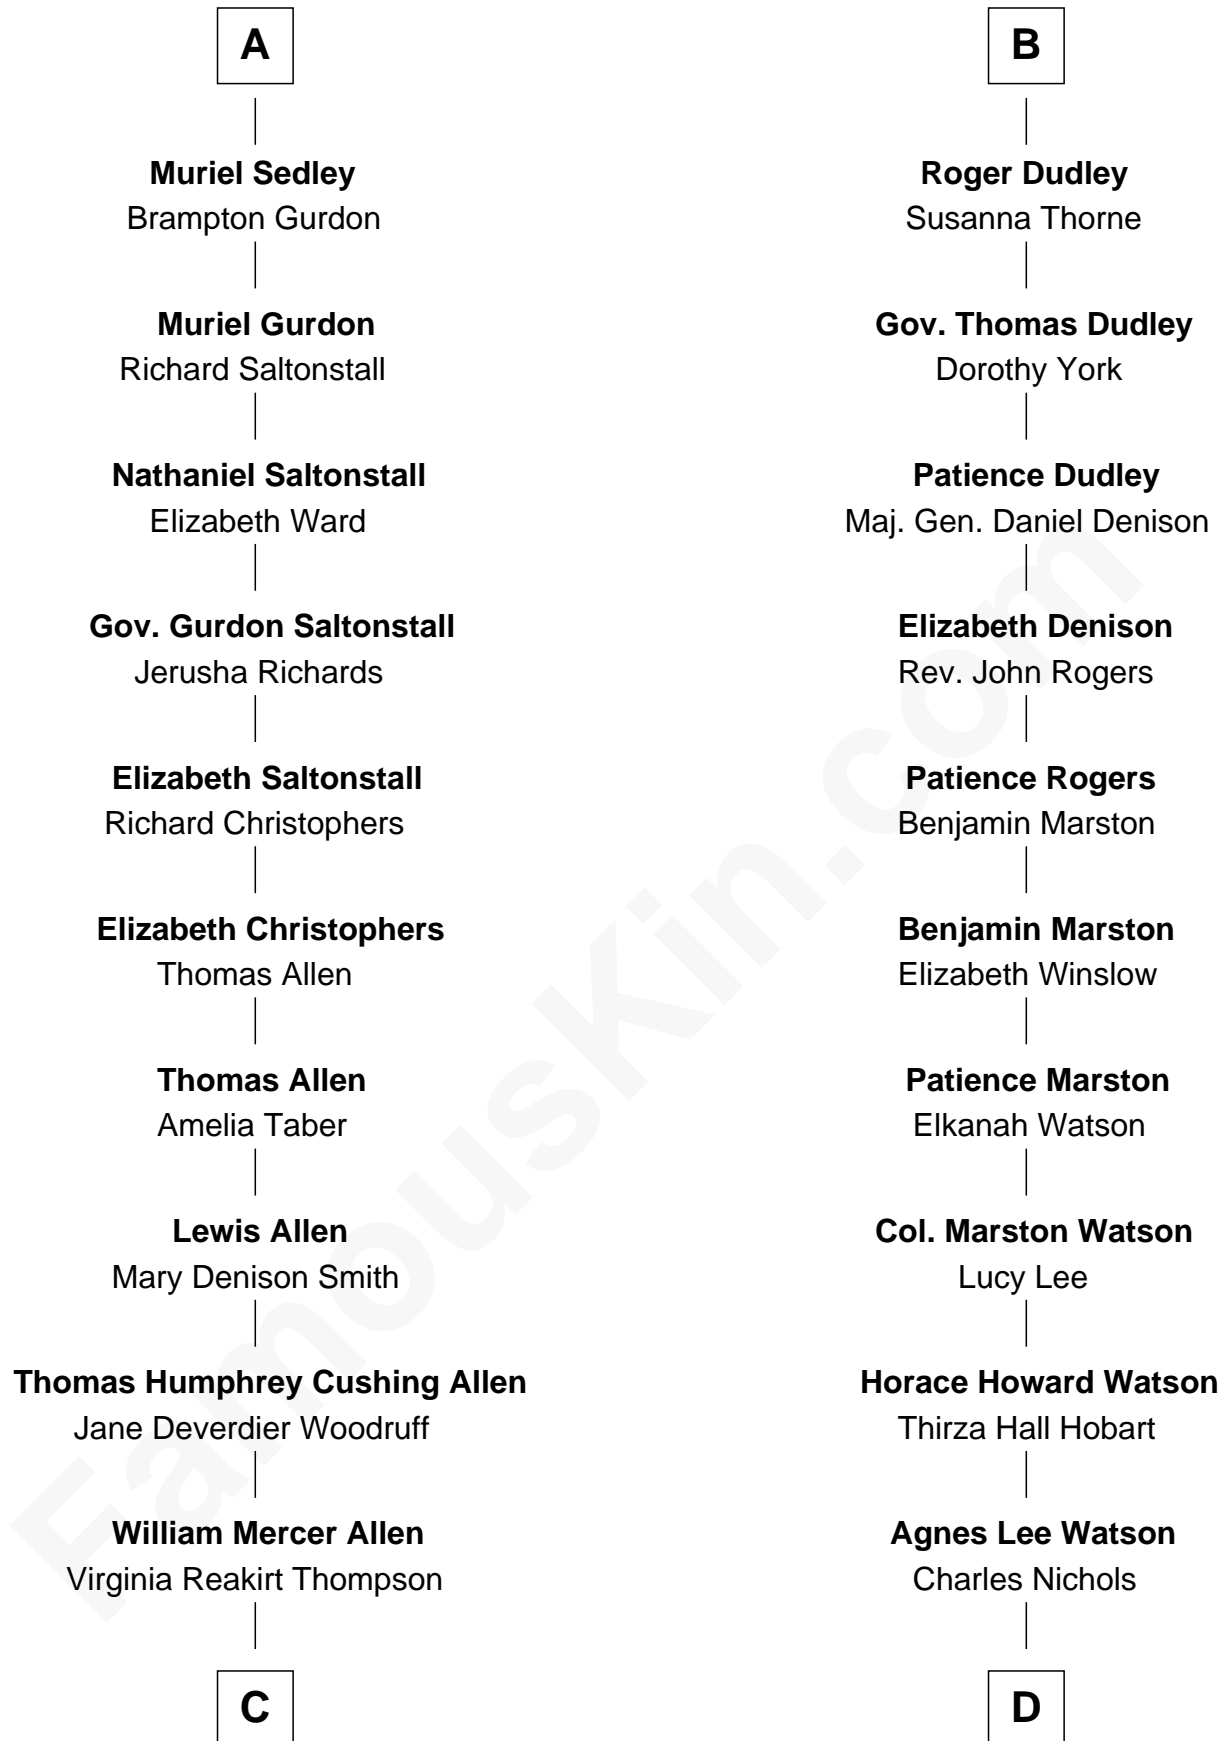 A
Muriel Sedley
Brampton Gurdon
Muriel Gurdon
Richard Saltonstall
Nathaniel Saltonstall
Elizabeth Ward
Gov. Gurdon Saltonstall
Jerusha Richards
Elizabeth Saltonstall
Richard Christophers
Elizabeth Christophers
Thomas Allen
Thomas Allen
Amelia Taber
Lewis Allen
Mary Denison Smith
Thomas Humphrey Cushing Allen
Jane Deverdier Woodruff
William Mercer Allen
Virginia Reakirt Thompson
C
B
Roger Dudley
Susanna Thorne
Gov. Thomas Dudley
Dorothy York
Patience Dudley
Maj. Gen. Daniel Denison
Elizabeth Denison
Rev. John Rogers
Patience Rogers
Benjamin Marston
Benjamin Marston
Elizabeth Winslow
Patience Marston
Elkanah Watson
Col. Marston Watson
Lucy Lee
Horace Howard Watson
Thirza Hall Hobart
Agnes Lee Watson
Charles Nichols
D
FamousKin.com